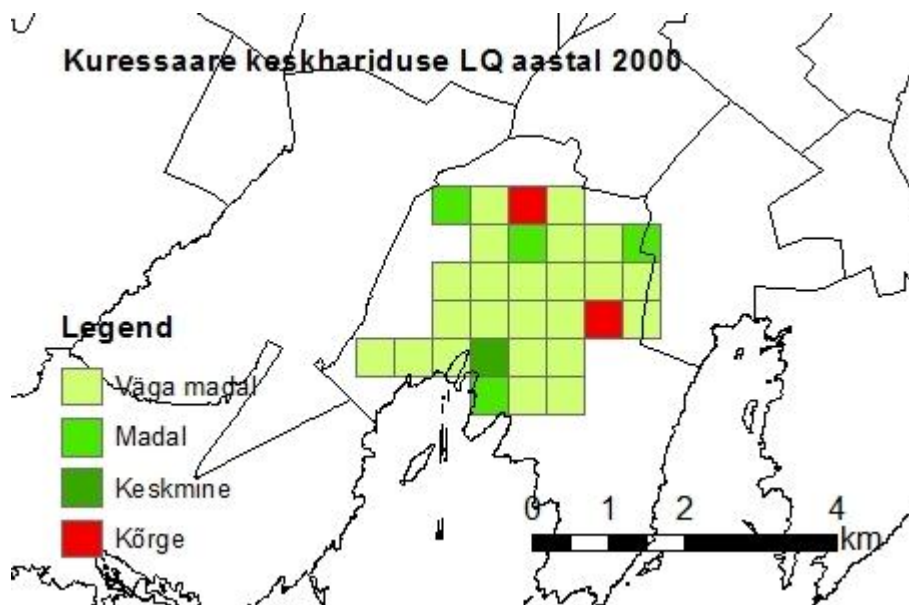 Kuressaare keskhariduse LQ aastal 2000
Legend
Väga madal
Madal
Keskmine
Kõrge
0 1 2 4
km